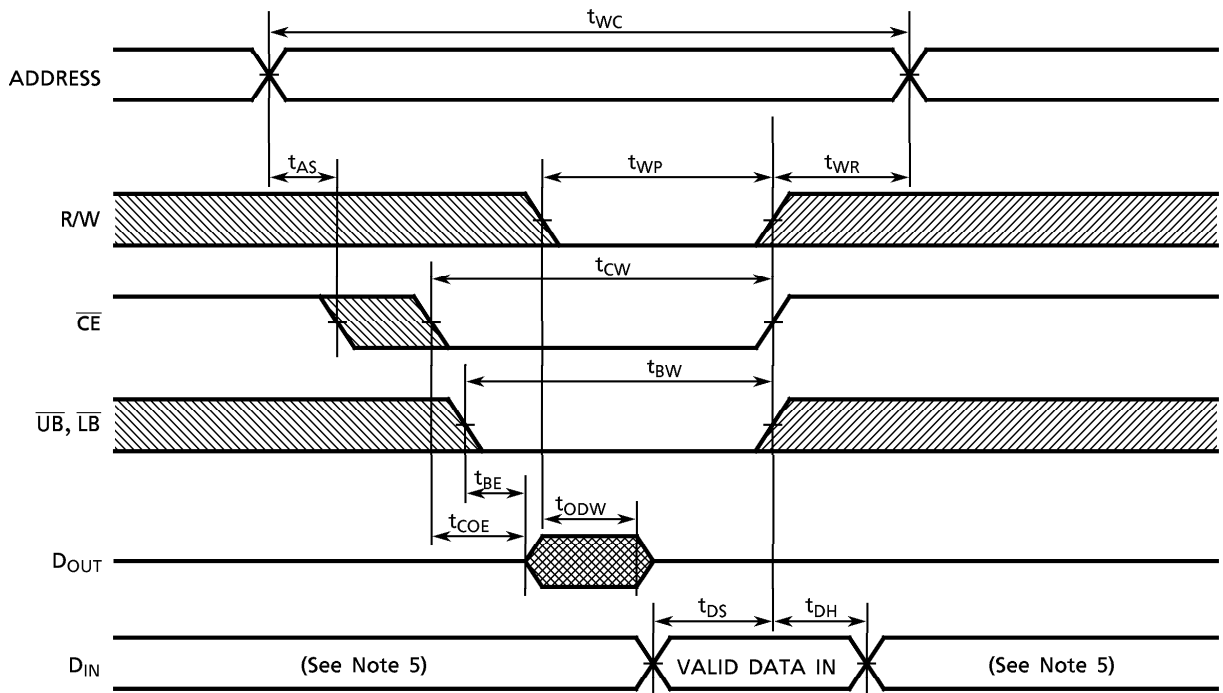 tWC
ADDRESS
tAS
tWP
tWR
R/W
tCW
CE
tBW
UB, LB
tBE
tODW
tCOE
DOUT
tDS
tDH
DIN
(See Note 5)
VALID DATA IN
(See Note 5)